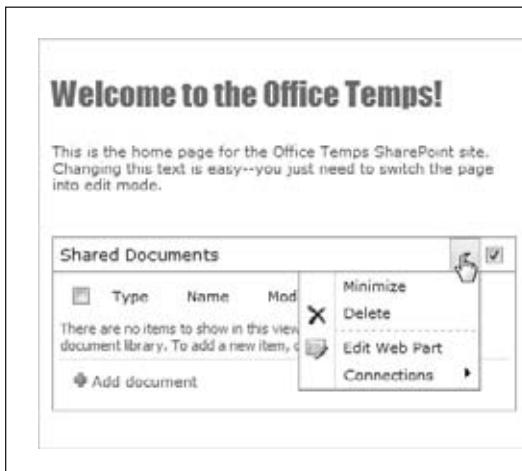 Welcome to the Office Temps!
This is the home page for the Office Temps SharePoint site.
Changing this text is easy--you just need to switch the page
into edit mode.
Shared Documents
Type Name Mod
There are no items to show in this view
document library. To add a new item, c
Add document
Minimize
Delete
Edit Web Part
Connections